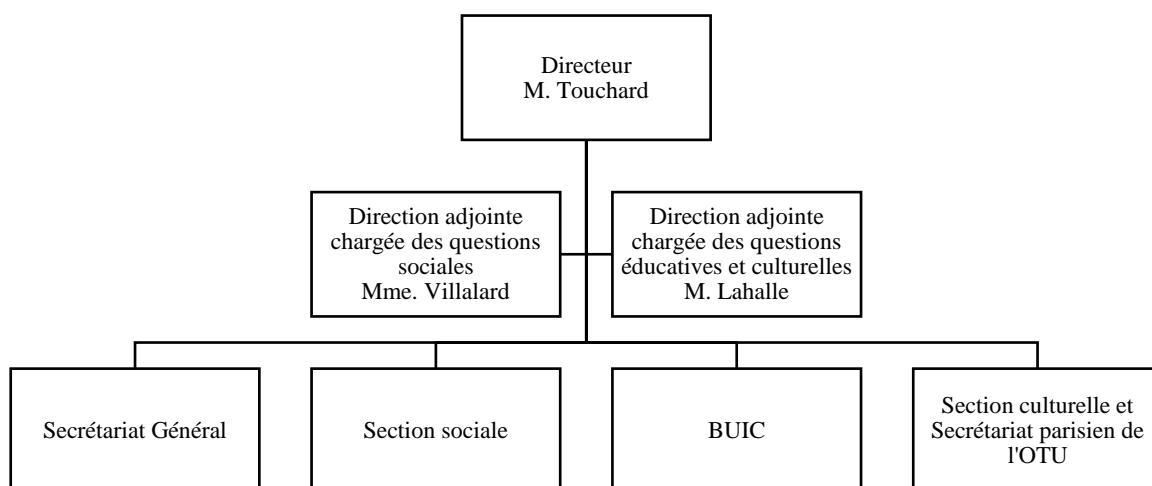 Directeur
M. Touchard
Direction adjointe
chargée des questions
sociales
Mme. Villalard
Direction adjointe
chargée des questions
éducatives et culturelles
M. Lahalle
Secrétariat Général
Section sociale
BUIC
Section culturelle et
Secrétariat parisien de
l'OTU